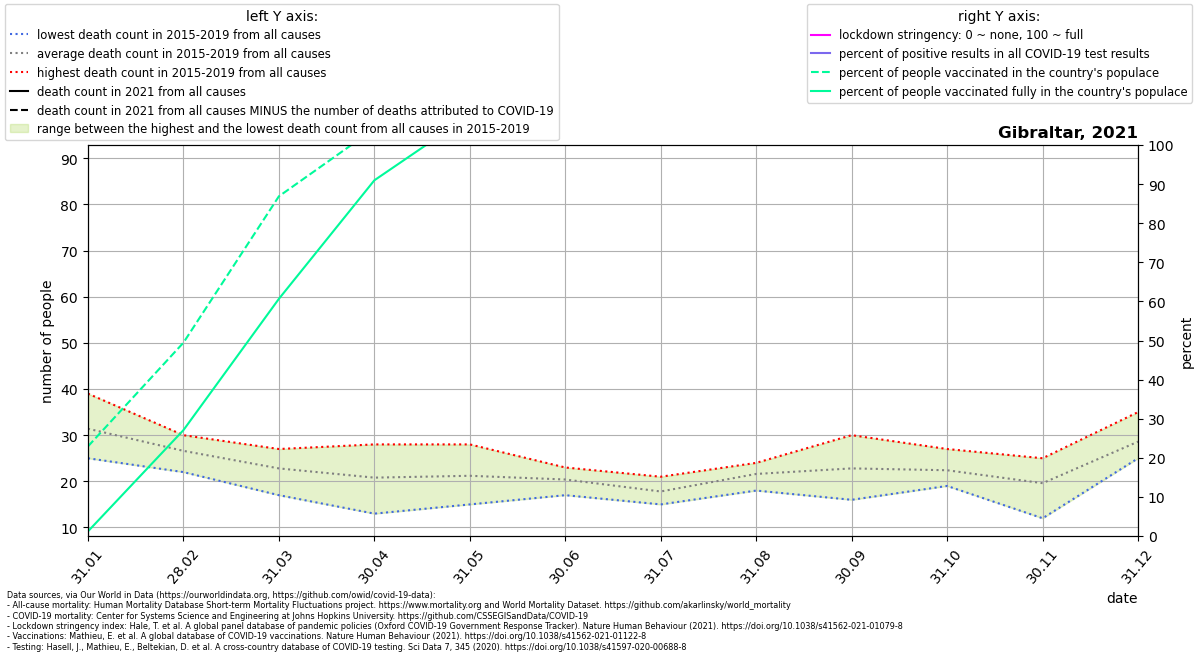 left Y axis:
lowest death count in 2015-2019 from all causes
average death count in 2015-2019 from all causes
highest death count in 2015-2019 from all causes
death count in 2021 from all causes
death count in 2021 from all causes MINUS the number of deaths attributed to COVID-19
range between the highest and the lowest death count from all causes in 2015-2019
right Y axis:
lockdown stringency: 0 ~ none, 100 ~ full
percent of positive results in all COVID-19 test results
percent of people vaccinated in the country's populace
percent of people vaccinated fully in the country's populace
Gibraltar, 2021
90
80
70
60
50
40
30
20
10
number of people
100
90
80
70
60
50
40
30
20
10
0
percent
31.01
28.02
31.03
30.04
31.05
30.06
31.07
31.08
30.09
31.10
30.11
31.12
date
Data sources, via Our World in Data (https://ourworldindata.org, https://github.com/owid/covid-19-data):
- All-cause mortality: Human Mortality Database Short-term Mortality Fluctuations project. https://www.mortality.org and World Mortality Dataset. https://github.com/akarlinsky/world_mortality
- COVID-19 mortality: Center for Systems Science and Engineering at Johns Hopkins University. https://github.com/CSSEGISandData/COVID-19
- Lockdown stringency index: Hale, T. et al. A global panel database of pandemic policies (Oxford COVID-19 Government Response Tracker). Nature Human Behaviour (2021). https://doi.org/10.1038/s41562-021-01079-8
- Vaccinations: Mathieu, E. et al. A global database of COVID-19 vaccinations. Nature Human Behaviour (2021). https://doi.org/10.1038/s41562-021-01122-8
- Testing: Hasell, J., Mathieu, E., Beltekian, D. et al. A cross-country database of COVID-19 testing. Sci Data 7, 345 (2020). https://doi.org/10.1038/s41597-020-00688-8